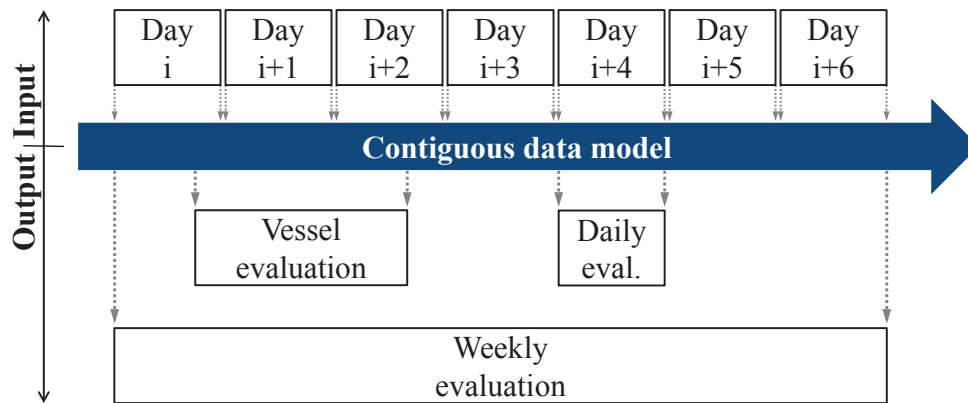 Day
i
Day
i+1
Day
i+2
Day
i+3
Day
i+4
Day
i+5
Day
i+6
Input
Output
Contiguous data model
Vessel
evaluation
Daily
eval.
Weekly
evaluation